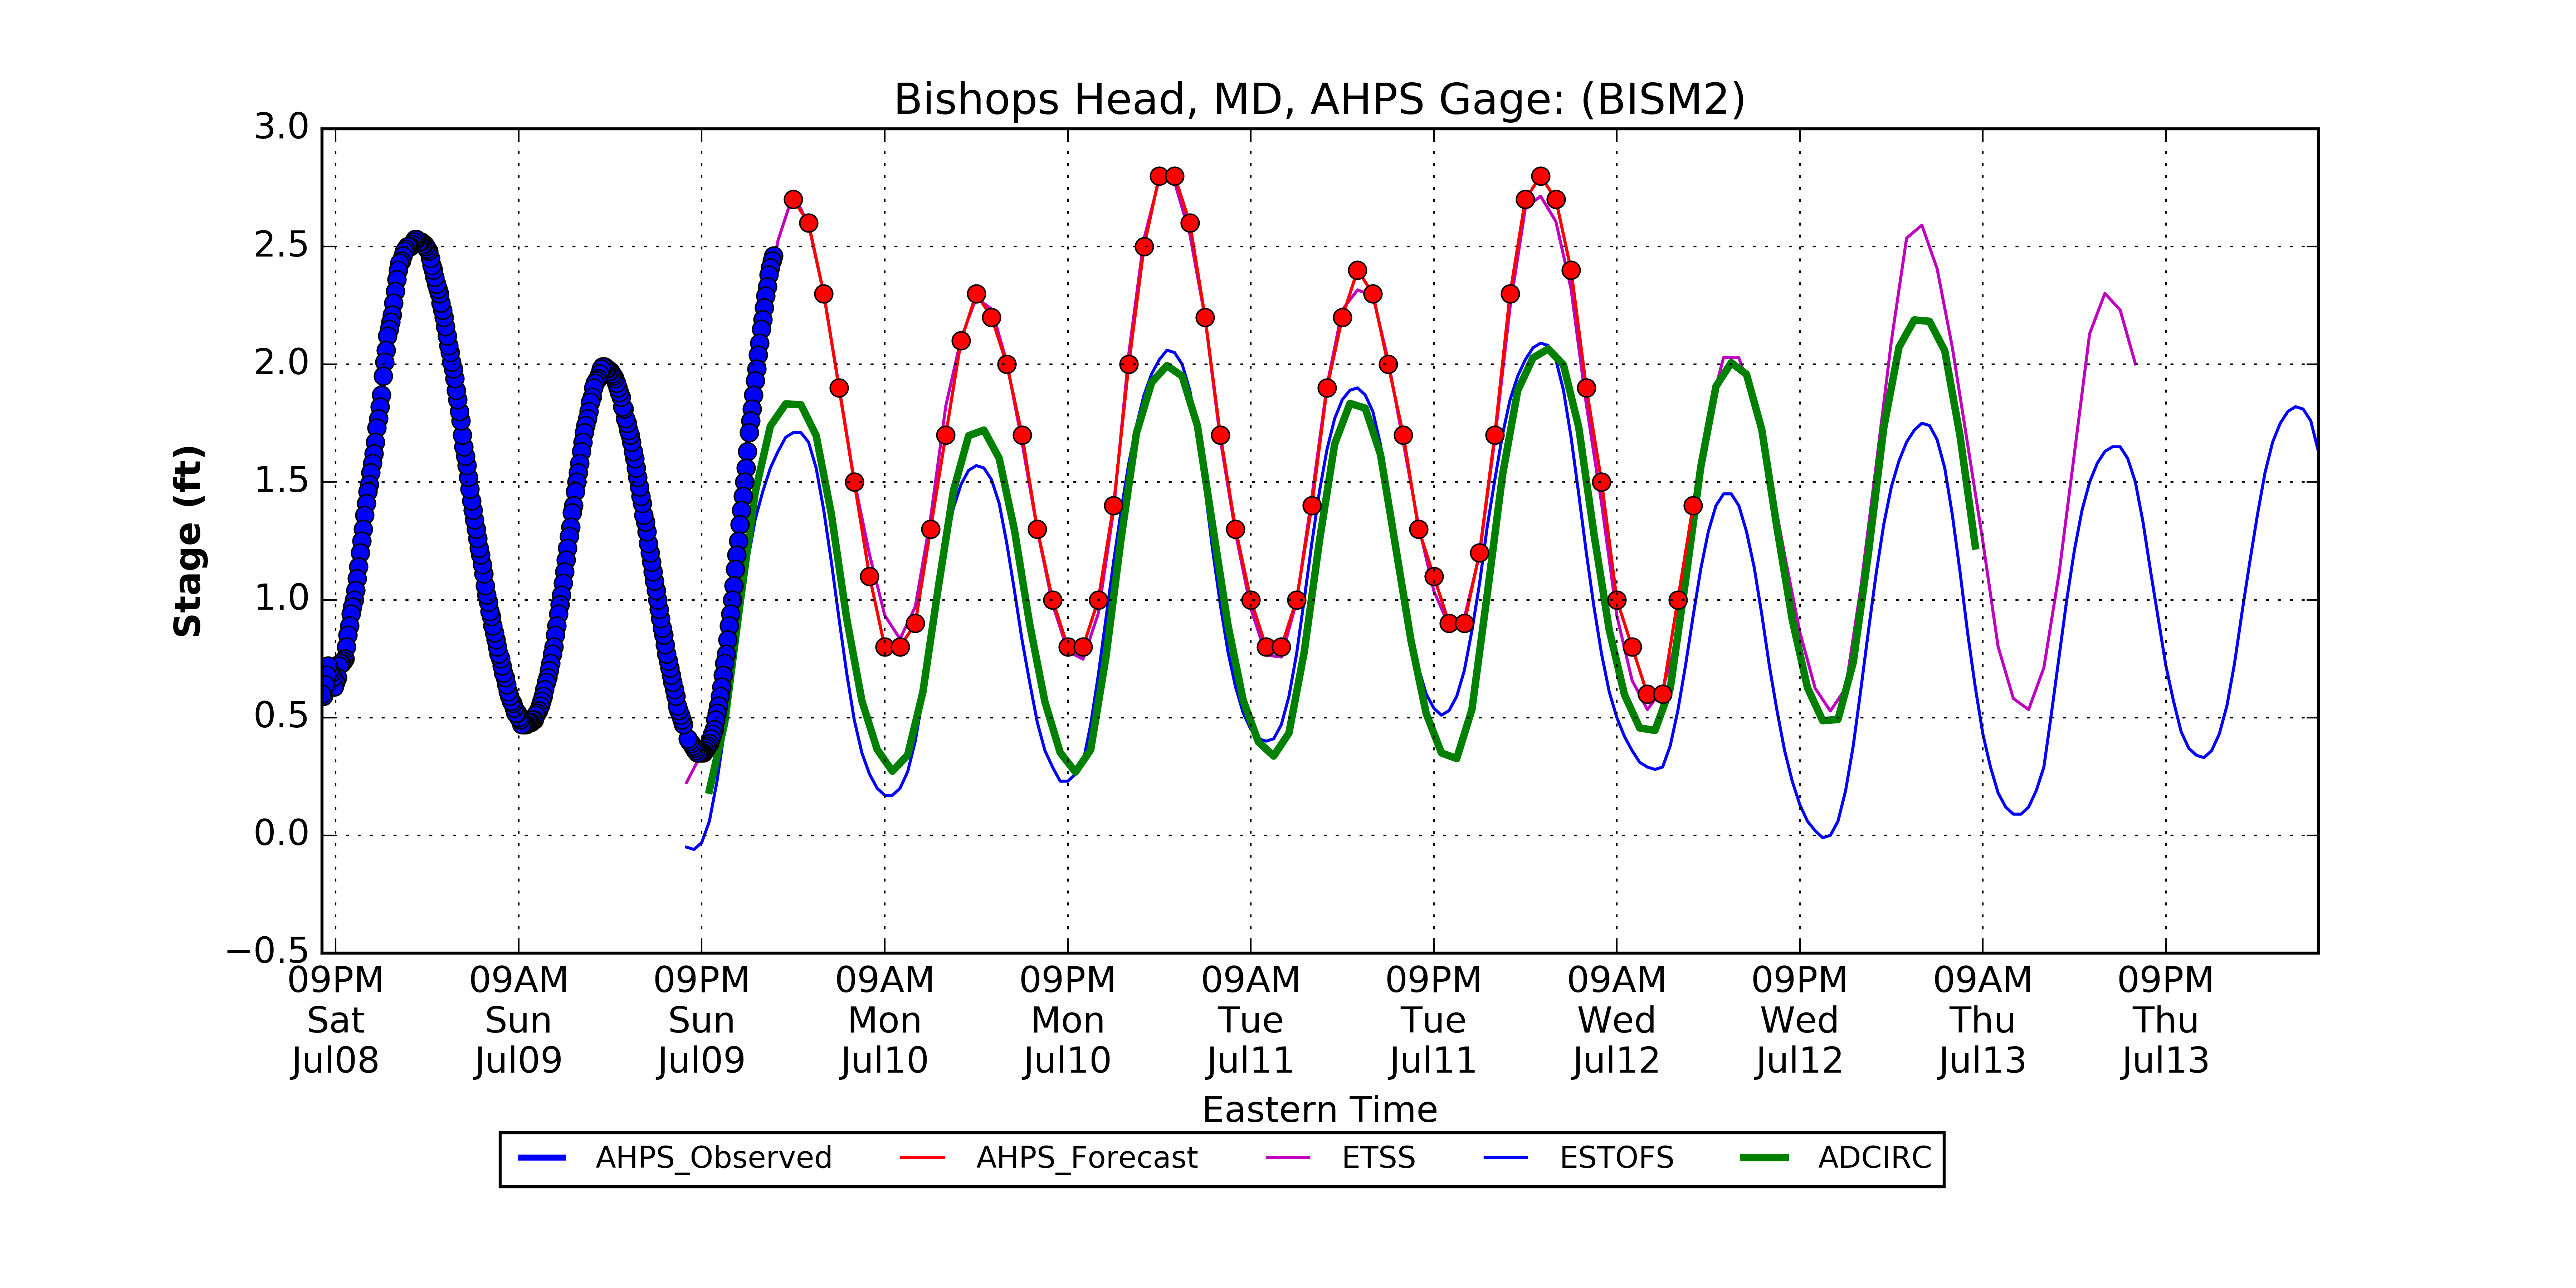 Bishops Head, MD, AHPS Gage: (BISM2)
3.0
2.5
2.0
1.5
1.0
0.5
0.0
−0.5
Stage (ft)
09PM 09AM 09PM 09AM 09PM 09AM 09PM 09AM 09PM 09AM 09PM
Sat Sun Sun Mon Mon Tue Tue Wed Wed Thu Thu
Jul08 Jul09 Jul09 Jul10 Jul10 Jul11 Jul11 Jul12 Jul12 Jul13 Jul13
Eastern Time
AHPS_Observed AHPS_Forecast ETSS ESTOFS ADCIRC